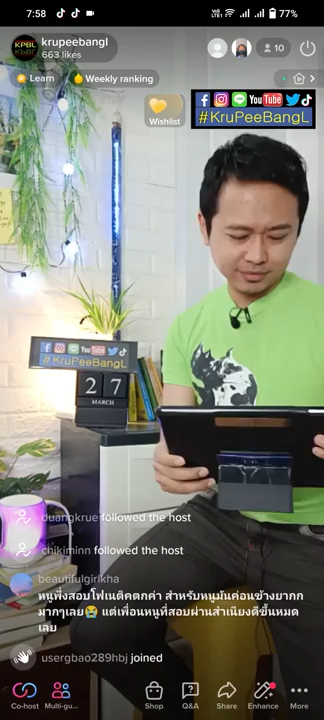 7:58
77%
krupeebangl
663 likes
10
Learn
Weekly ranking
Wishlist
YouTube
#KruPeeBangL
YouTube
#KruPeeBangL
27
MARCH
duangkrue followed the host
chikiminn followed the host
beautifulgirlkha
หนูพึ่งสอบโฟเนติคตกค่า สำหรับหนูมันค่อนข้างยากก
มากๆเลย😭 แต่เพื่อนหนูที่สอบผ่านสำเนียงดีขึ้นหมด
เลย
usergbao289hbj joined
Co-host
Multi-gu...
Shop
Q&A
Share
Enhance
More